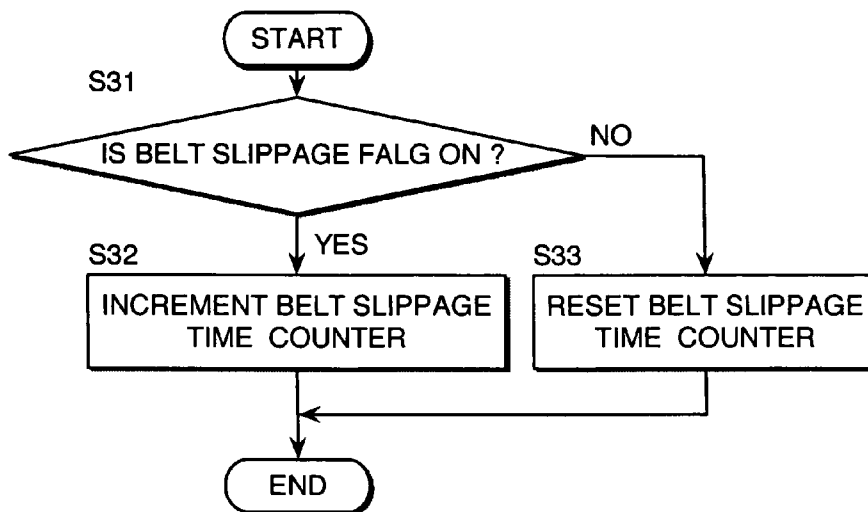 START
S31
IS BELT SLIPPAGE FALG ON ?
NO
YES
S32
INCREMENT BELT SLIPPAGE
TIME COUNTER
S33
RESET BELT SLIPPAGE
TIME COUNTER
END